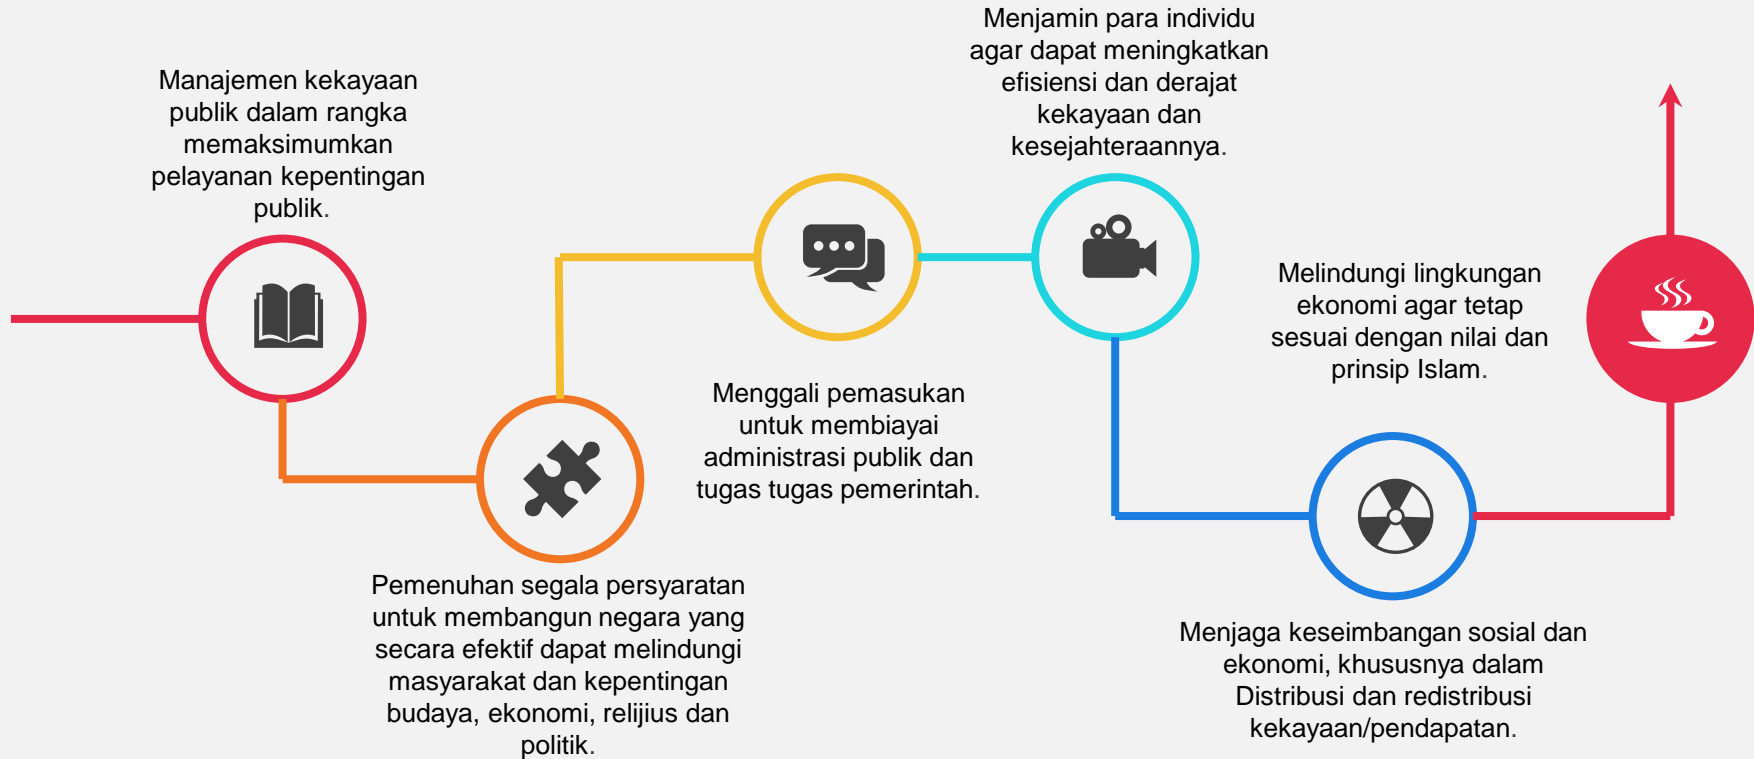 Manajemen kekayaan
publik dalam rangka
memaksimumkan
pelayanan kepentingan
publik.
Pemenuhan segala persyaratan
untuk membangun negara yang
secara efektif dapat melindungi
masyarakat dan kepentingan
budaya, ekonomi, relijius dan
politik.
Menggali pemasukan
untuk membiayai
administrasi publik dan
tugas tugas pemerintah.
Menjamin para individu
agar dapat meningkatkan
efisiensi dan derajat
kekayaan dan
kesejahteraannya.
Menjaga keseimbangan sosial dan
ekonomi, khususnya dalam
Distribusi dan redistribusi
kekayaan/pendapatan.
Melindungi lingkungan
ekonomi agar tetap
sesuai dengan nilai dan
prinsip Islam.